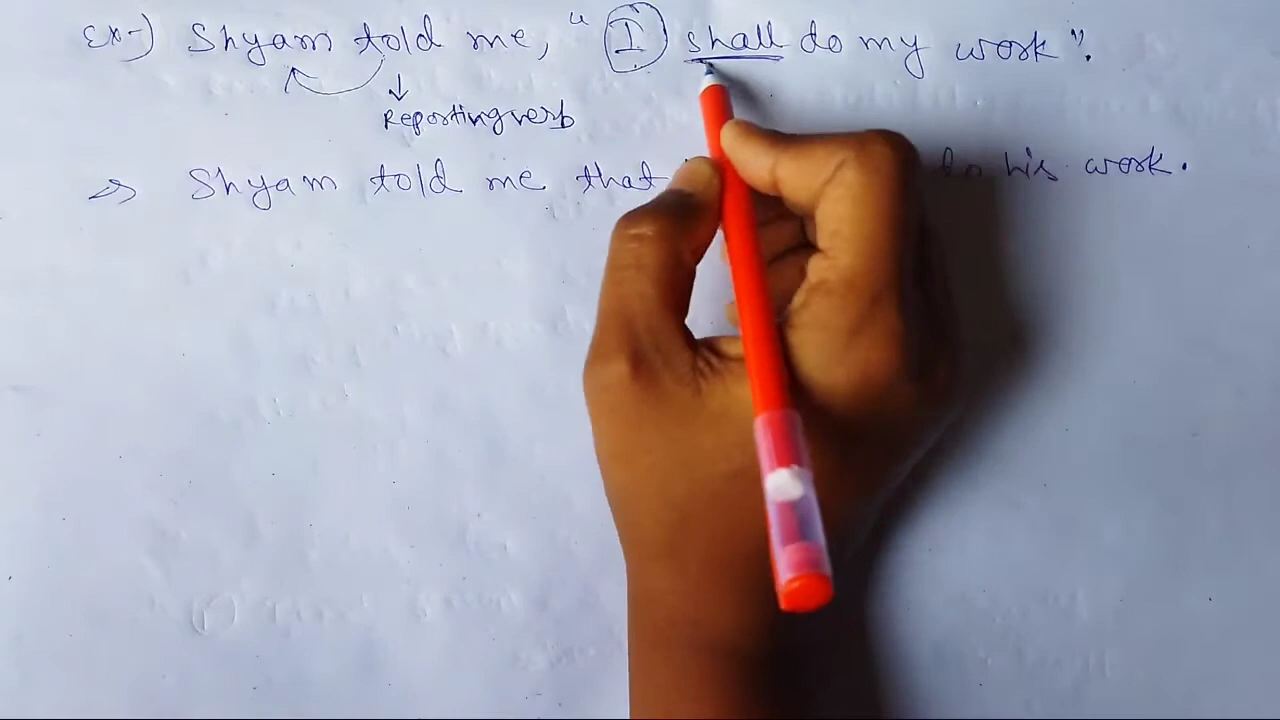 Ex-) Shyam told me, " I shall do my work ".
Reporting verb
⇒ Shyam told me that do his work.